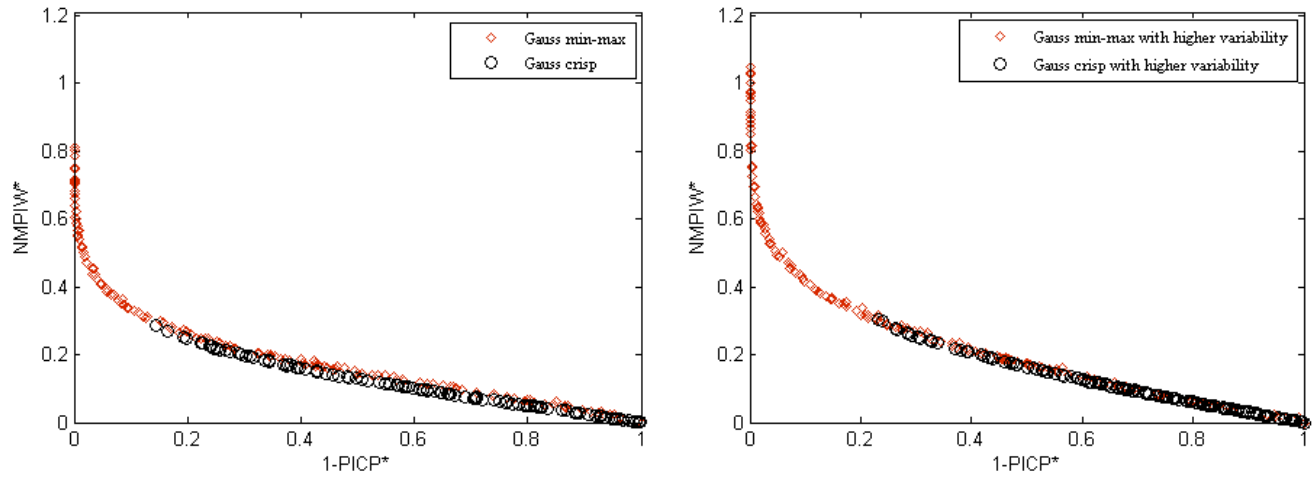 1.2
1
0.8
0.6
0.4
0.2
0
NMPIW*
0 0.2 0.4 0.6 0.8 1
1-PICP*
Gauss min-max
Gauss crisp
1.2
1
0.8
0.6
0.4
0.2
0
NMPIW*
0 0.2 0.4 0.6 0.8 1
1-PICP*
Gauss min-max with higher variability
Gauss crisp with higher variability